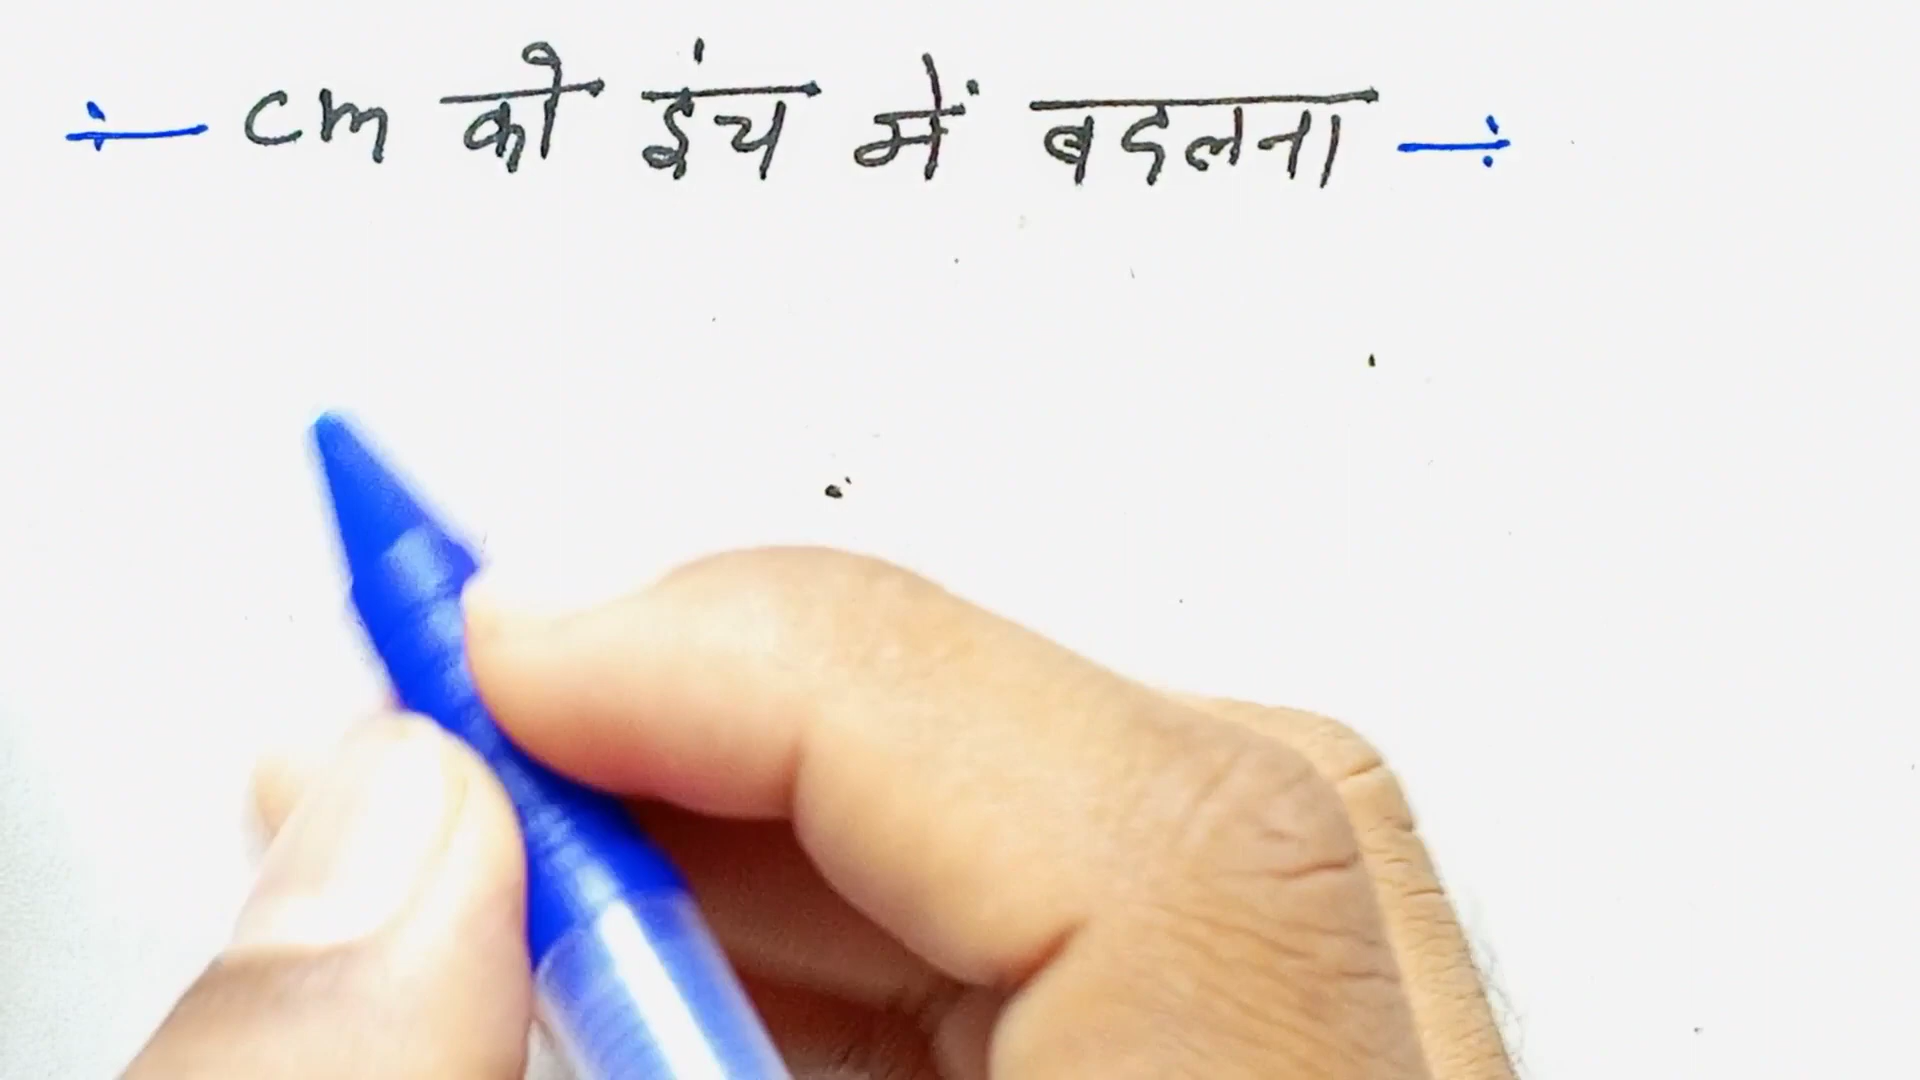 ÷ cm को इंच में बदलना ÷